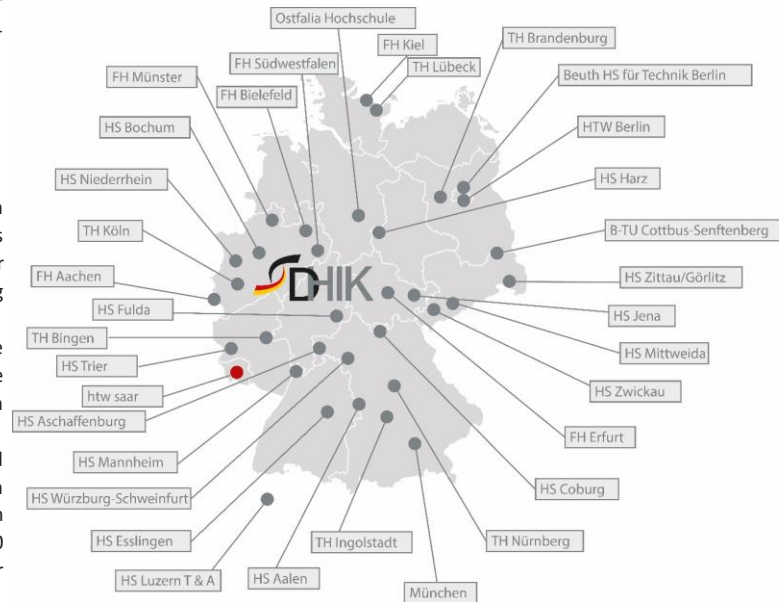 Ostfalia Hochschule
FH Kiel
TH Brandenburg
FH Südwestfalen
TH Lübeck
FH Münster
Beuth HS für Technik Berlin
FH Bielefeld
HS Bochum
HTW Berlin
HS Niederrhein
HS Harz
TH Köln
B-TU Cottbus-Senftenberg
FH Aachen
DHIK
HS Zittau/Görlitz
HS Fulda
HS Jena
TH Bingen
HS Mittweida
HS Trier
HS Zwickau
htw saar
HS Aschaffenburg
FH Erfurt
HS Mannheim
HS Coburg
HS Würzburg-Schweinfurt
HS Esslingen
TH Ingolstadt
TH Nürnberg
HS Luzern T & A
HS Aalen
München